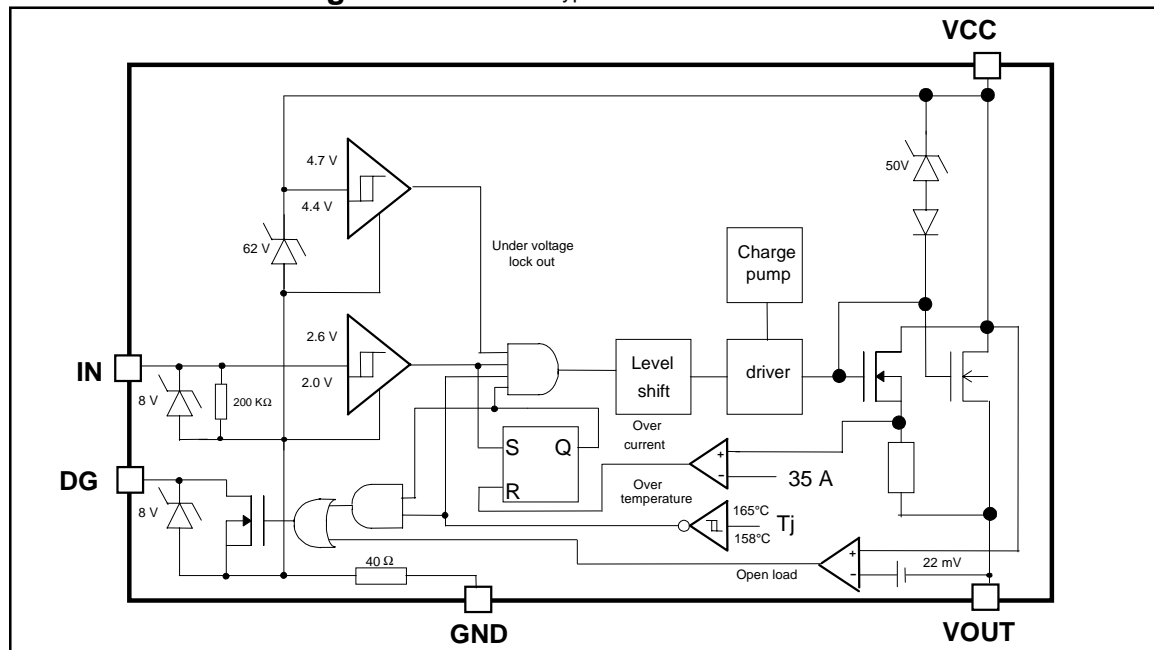 VCC
4.7 V
4.4 V
50V
62 V
Under voltage
lock out
Charge
pump
IN
2.6 V
2.0 V
8 V
200 KΩ
Level
shift
driver
Over
current
S Q
R
35 A
DG
8 V
Over
temperature
165°C
158°C
Tj
40 Ω
Open load
22 mV
GND
VOUT